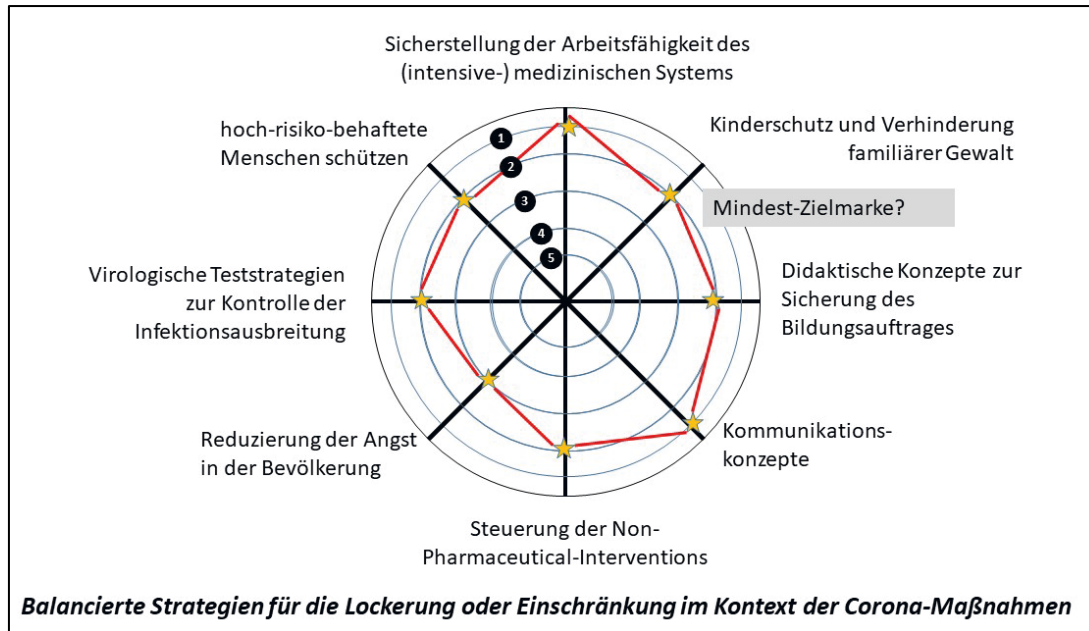 Sicherstellung der Arbeitsfähigkeit des
(intensive-) medizinischen Systems
hoch-risiko-behaftete
Menschen schützen
Kinderschutz und Verhinderung
familiärer Gewalt
1
2
3
4
5
Mindest-Zielmarke?
Virologische Teststrategien
zur Kontrolle der
Infektionsausbreitung
Didaktische Konzepte zur
Sicherung des
Bildungsauftrages
Reduzierung der Angst
in der Bevölkerung
Kommunikations-
konzepte
Steuerung der Non-
Pharmaceutical-Interventions
Balancierte Strategien für die Lockerung oder Einschränkung im Kontext der Corona-Maßnahmen